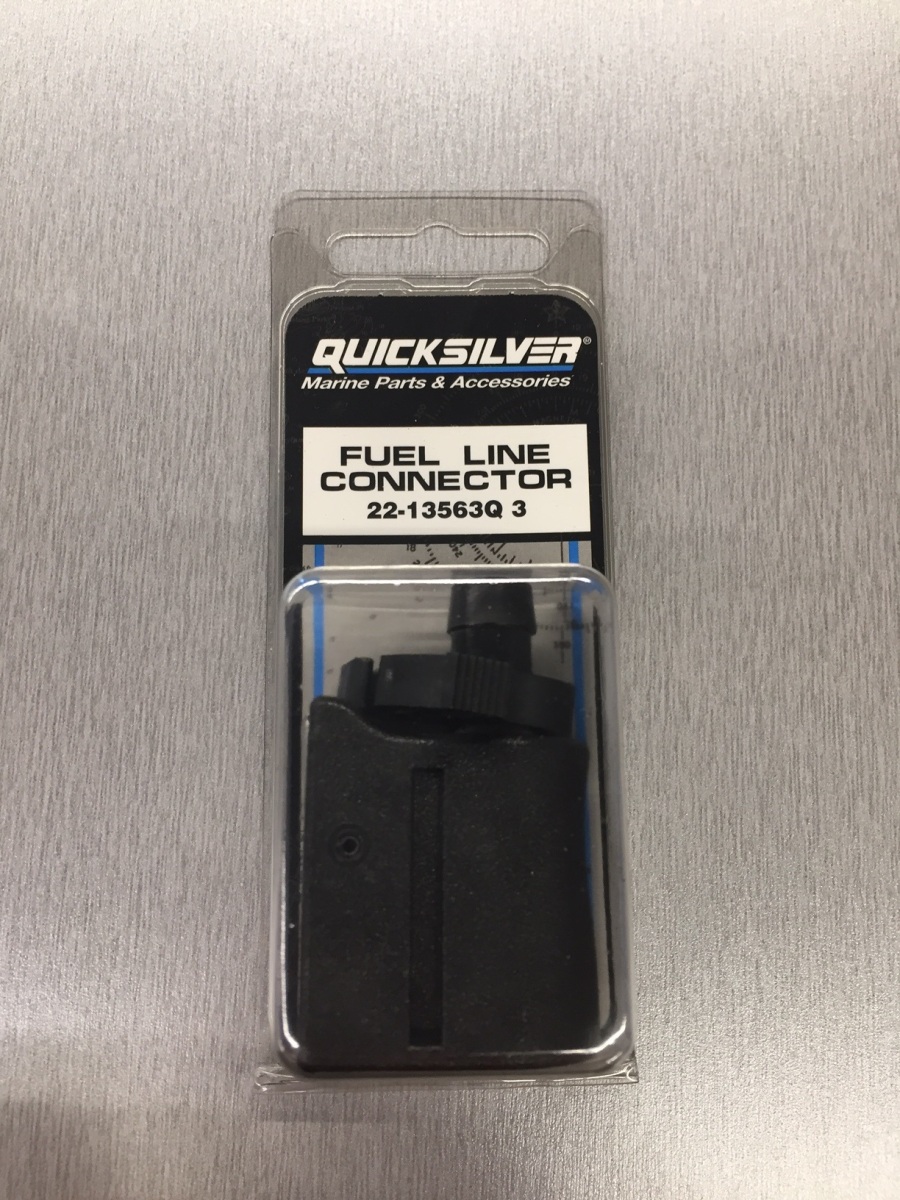 QUICKSILVER®
Marine Parts & Accessories
FUEL LINE
CONNECTOR
22-13563Q 3